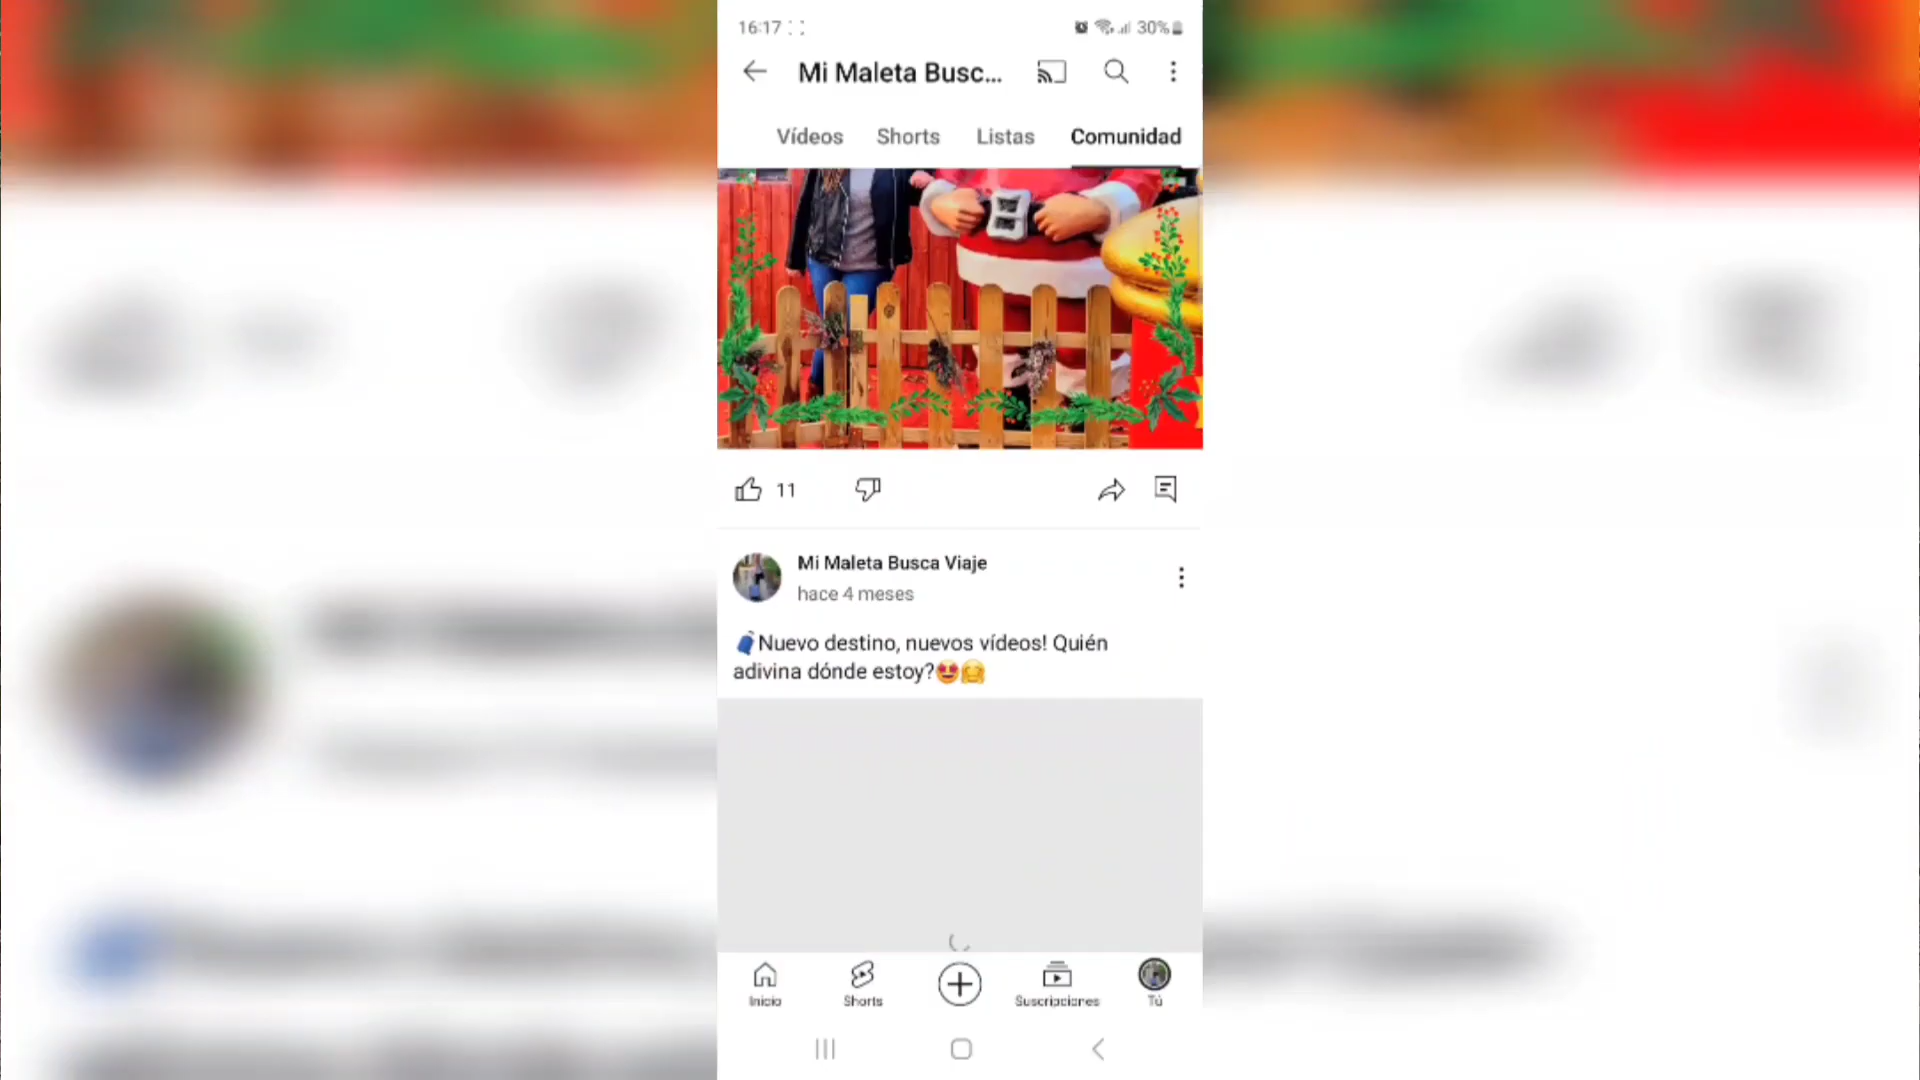 16:17
30%
Mi Maleta Busc...
Vídeos Shorts Listas Comunidad
11
Mi Maleta Busca Viaje
hace 4 meses
Nuevo destino, nuevos vídeos! Quién
adivina dónde estoy?😍🤗
Inicio Shorts Suscripciones Tú